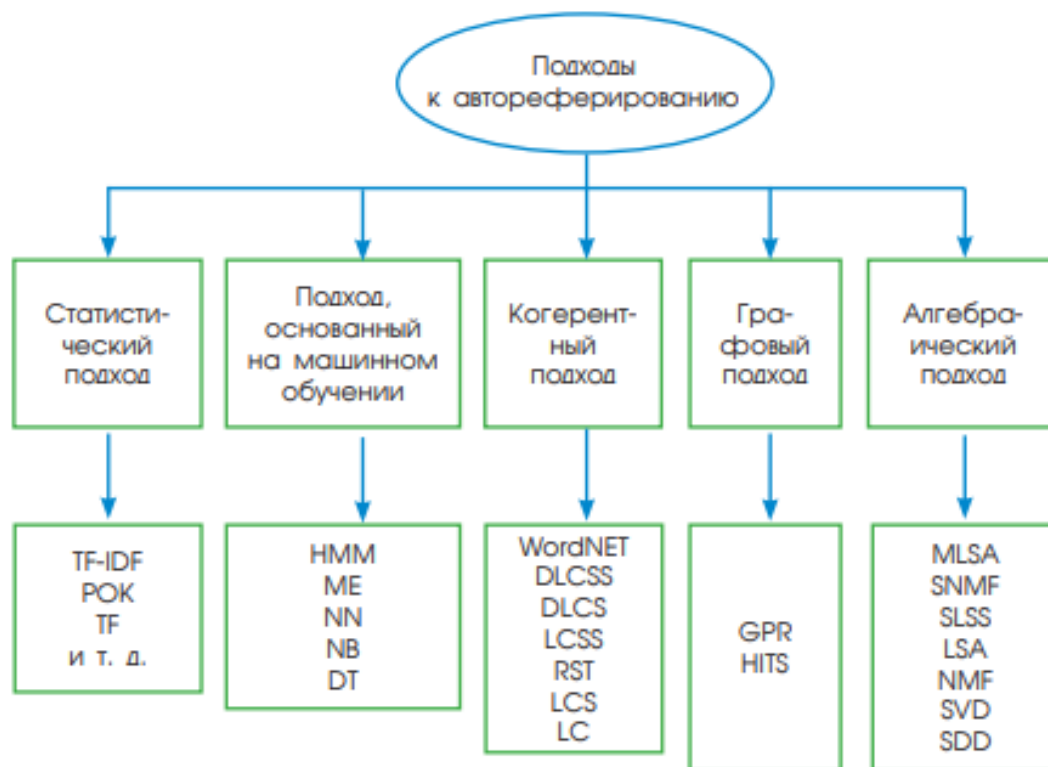 Подходы
к автореферированию
Статисти-
ческий
подход
Подход,
основанный
на машинном
обучении
Когерент-
ный
подход
Гра-
фовый
подход
Алгебра-
ический
подход
TF-IDF
POK
TF
и т. д.
HMM
ME
NN
NB
DT
WordNET
DLCSS
DLCS
LCSS
RST
LCS
LC
GPR
HITS
MLSA
SNMF
SLSS
LSA
NMF
SVD
SDD